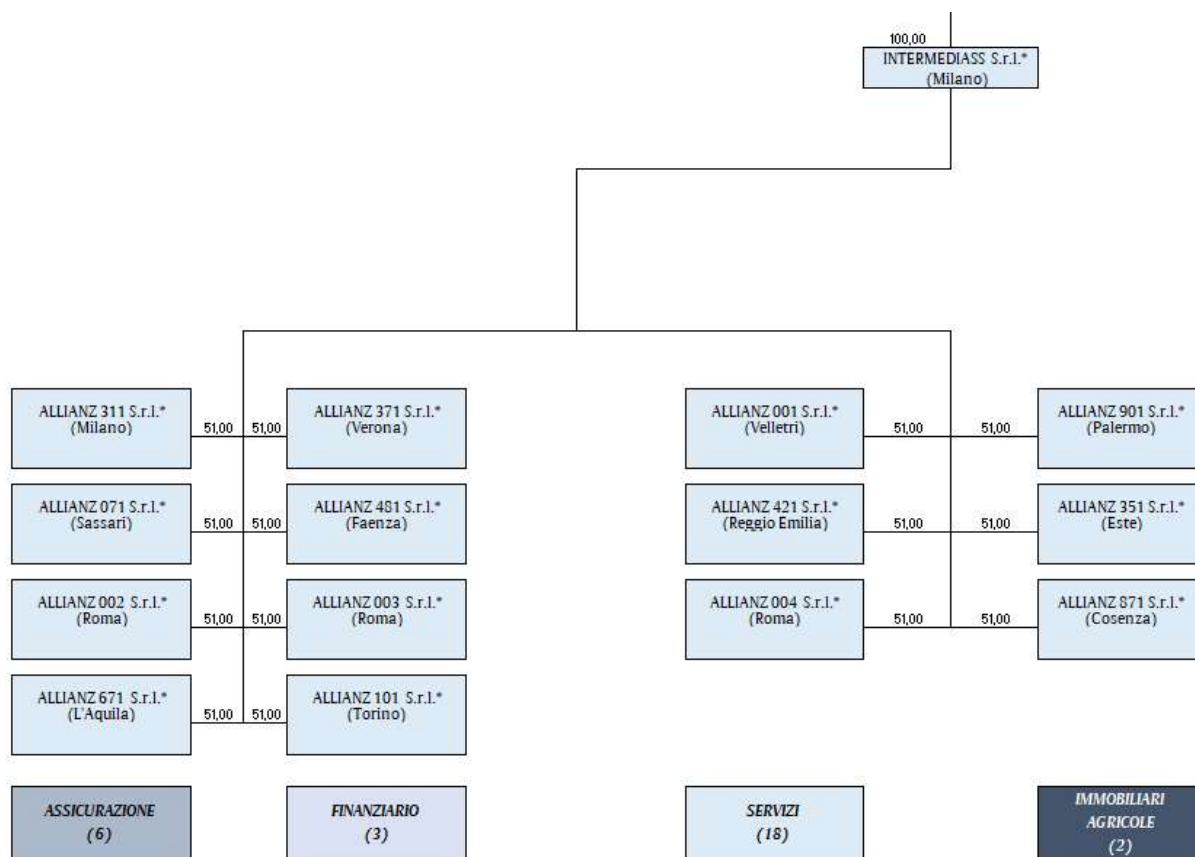 100,00
INTERMEDIASS S.r.l.*
(Milano)
ALLIANZ 311 S.r.l.*
(Milano)
51,00
51,00
ALLIANZ 371 S.r.l.*
(Verona)
ALLIANZ 001 S.r.l.*
(Velletri)
51,00
51,00
ALLIANZ 901 S.r.l.*
(Palermo)
ALLIANZ 071 S.r.l.*
(Sassari)
51,00
51,00
ALLIANZ 481 S.r.l.*
(Faenza)
ALLIANZ 421 S.r.l.*
(Reggio Emilia)
51,00
51,00
ALLIANZ 351 S.r.l.*
(Este)
ALLIANZ 002 S.r.l.*
(Roma)
51,00
51,00
ALLIANZ 003 S.r.l.*
(Roma)
ALLIANZ 004 S.r.l.*
(Roma)
51,00
51,00
ALLIANZ 871 S.r.l.*
(Cosenza)
ALLIANZ 671 S.r.l.*
(L'Aquila)
51,00
51,00
ALLIANZ 101 S.r.l.*
(Torino)
ASSICURAZIONE
(6)
FINANZIARIO
(3)
SERVIZI
(18)
IMMOBILIARI
AGRICOLE
(2)